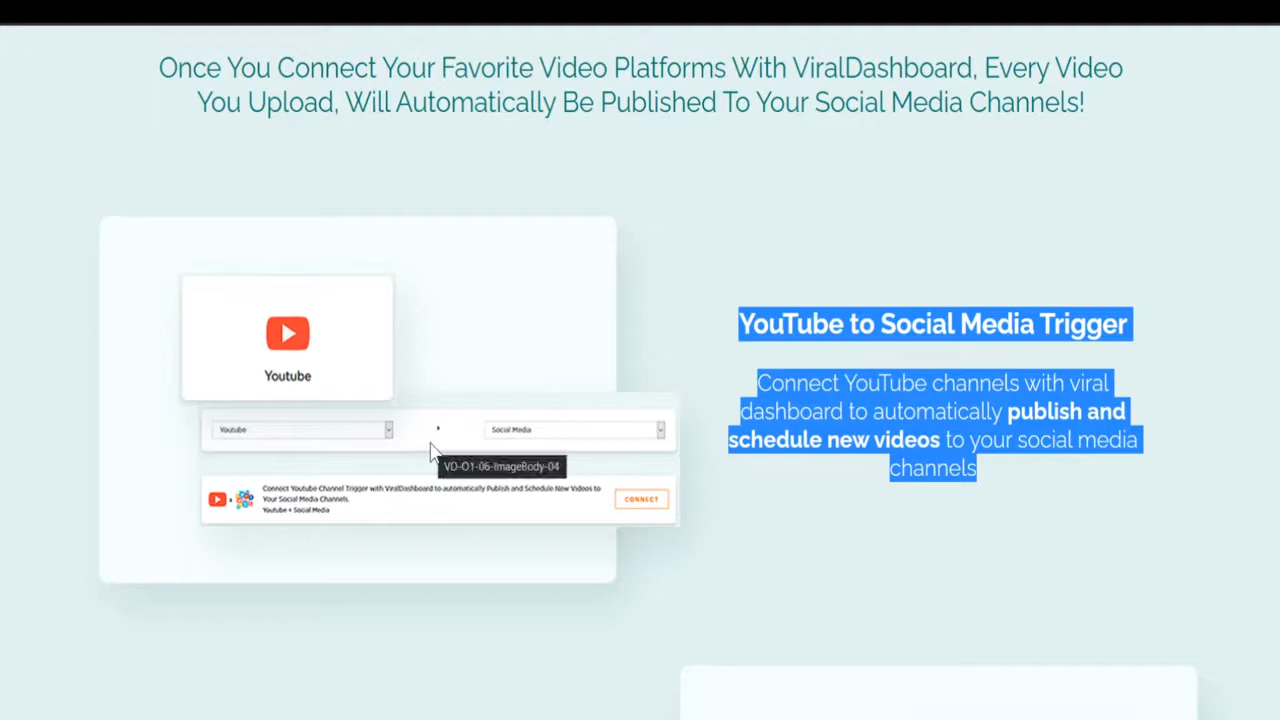 Once You Connect Your Favorite Video Platforms With ViralDashboard, Every Video
You Upload, Will Automatically Be Published To Your Social Media Channels!
Youtube
Youtube
Social Media
VD-O1-06-ImageBody-04
Connect Youtube Channel Trigger with ViralDashboard to automatically Publish and Schedule New Videos to
Your Social Media Channels.
Youtube + Social Media
CONNECT
YouTube to Social Media Trigger
Connect YouTube channels with viral
dashboard to automatically publish and
schedule new videos to your social media
channels